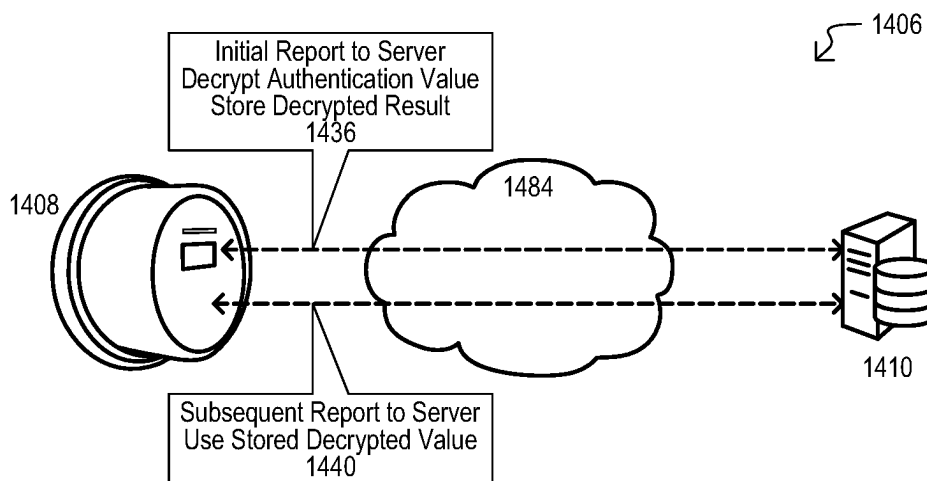 1406
Initial Report to Server
Decrypt Authentication Value
Store Decrypted Result
1436
1484
1408
1410
Subsequent Report to Server
Use Stored Decrypted Value
1440